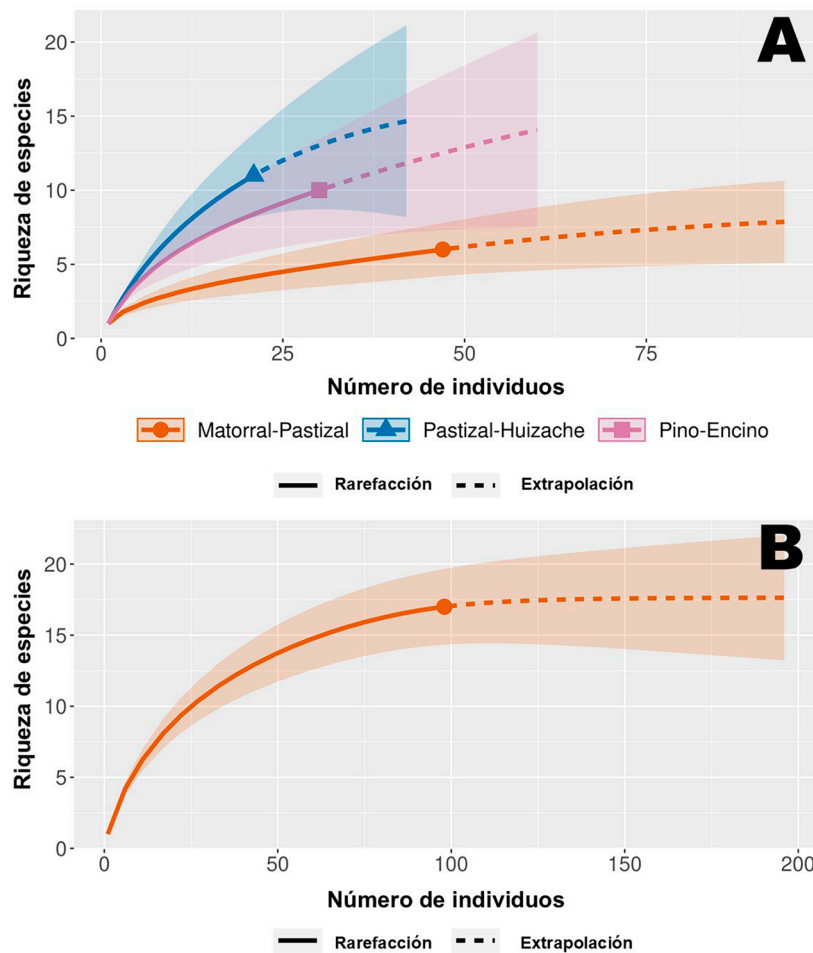 A
20
15
10
5
0
Riqueza de especies
0 25 50 75
Número de individuos
Matorral-Pastizal Pastizal-Huizache Pino-Encino
Rarefacción Extrapolación
B
20
15
10
5
0
Riqueza de especies
0 50 100 150 200
Número de individuos
Rarefacción Extrapolación